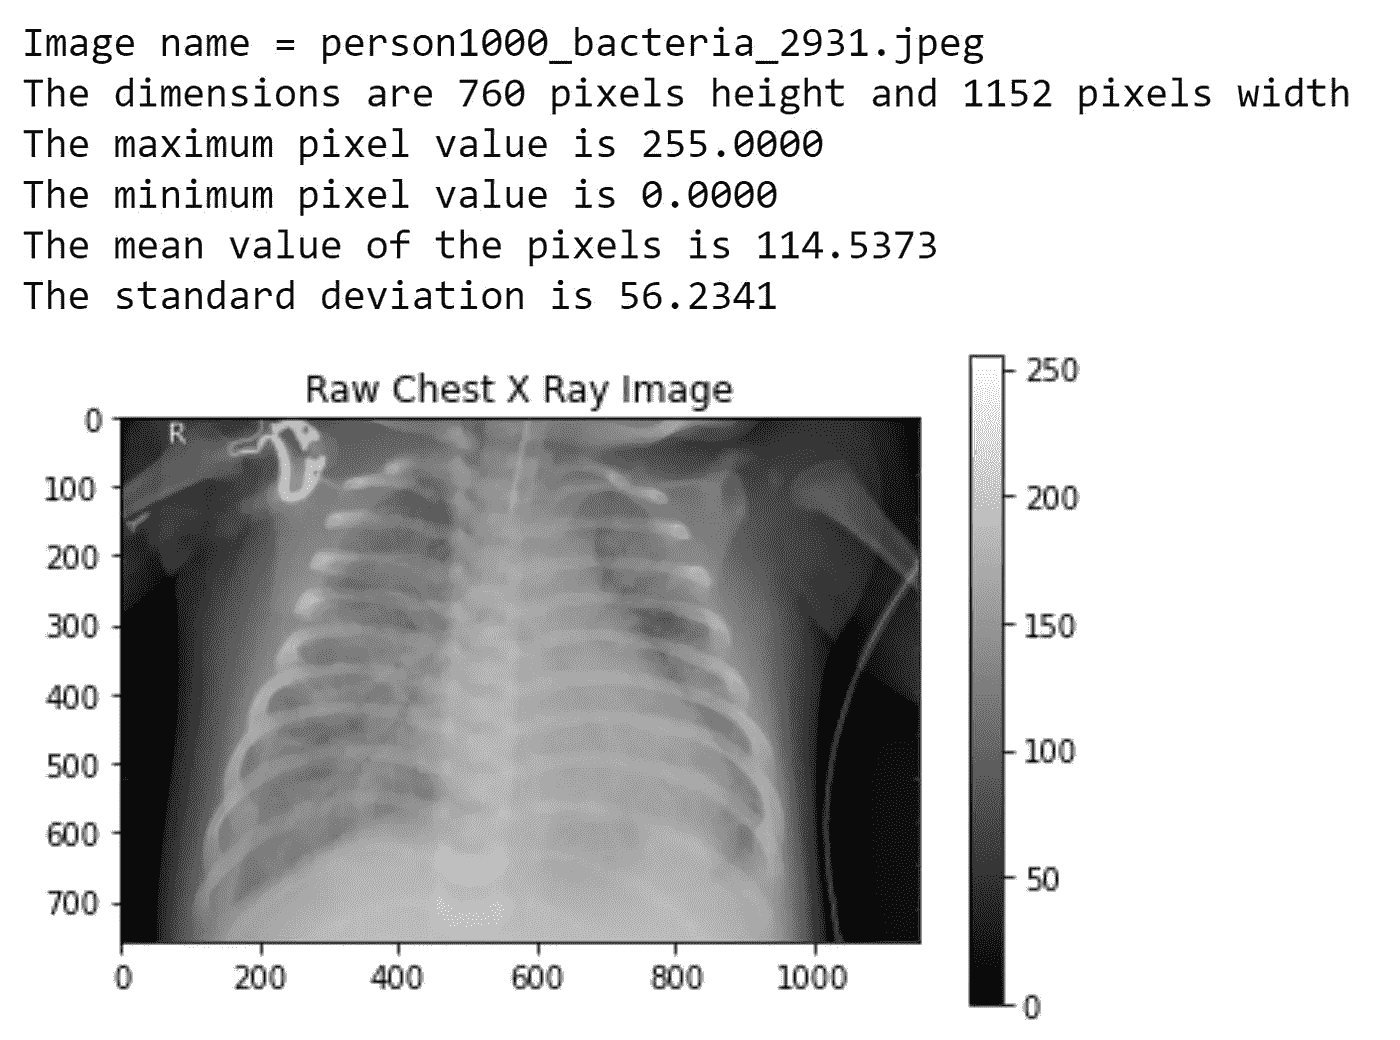 Image name = person1000_bacteria_2931.jpeg
The dimensions are 760 pixels height and 1152 pixels width
The maximum pixel value is 255.0000
The minimum pixel value is 0.0000
The mean value of the pixels is 114.5373
The standard deviation is 56.2341
Raw Chest X Ray Image
R
0
100
200
300
400
500
600
700
0 200 400 600 800 1000
250
200
150
100
50
0